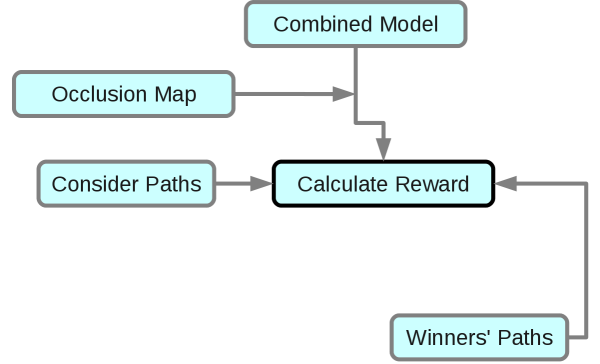 Combined Model
Occlusion Map
Consider Paths
Calculate Reward
Winners' Paths